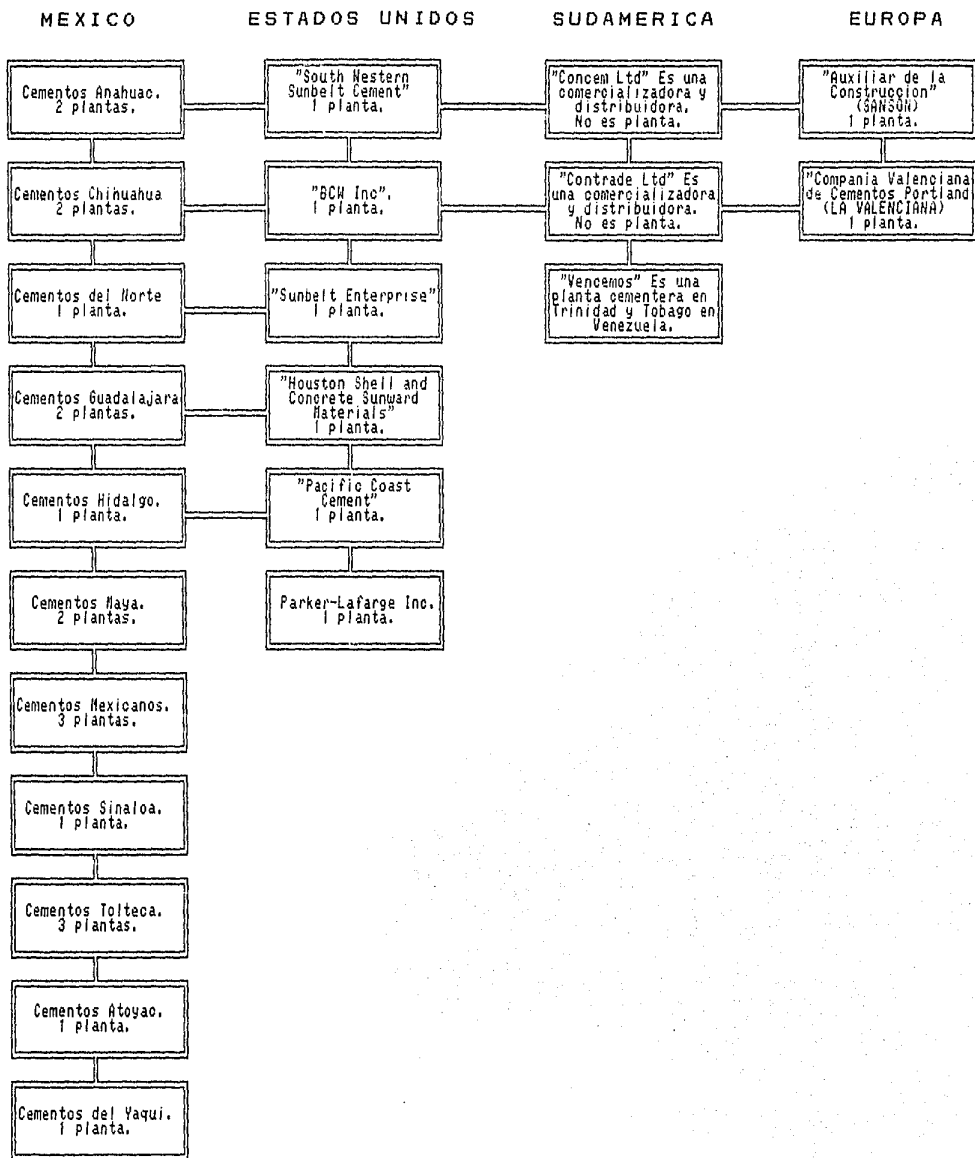 MEXICO
ESTADOS UNIDOS
SUDAMERICA
EUROPA
Cementos Anahuac.
2 plantas.
Cementos Chihuahua
2 plantas.
Cementos del Norte
1 planta.
Cementos Guadalajara
2 plantas.
Cementos Hidalgo.
1 planta.
Cementos Maya.
2 plantas.
Cementos Mexicanos.
3 plantas.
Cementos Sinaloa.
1 planta.
Cementos Tolteca.
3 plantas.
Cementos Atoyac.
1 planta.
Cementos del Yaqui.
1 planta.
"South Western
Sunbelt Cement"
1 planta.
"BCW Inc".
1 planta.
"Sunbelt Enterprise"
1 planta.
"Houston Shell and
Concrete Sunward
Materials"
1 planta.
"Pacific Coast
Cement"
1 planta.
Parker-Lafarge Inc.
1 planta.
"Concem Ltd" Es una
comercializadora y
distribuidora.
No es planta.
"Contrade Ltd" Es
una comercializadora
y distribuidora.
No es planta.
"Vencemos" Es una
planta cementera en
Trinidad y Tobago en
Venezuela.
"Auxiliar de la
Construccion"
(SANSON)
1 planta.
"Compania Valenciana
de Cementos Portland
(LA VALENCIANA)
1 planta.